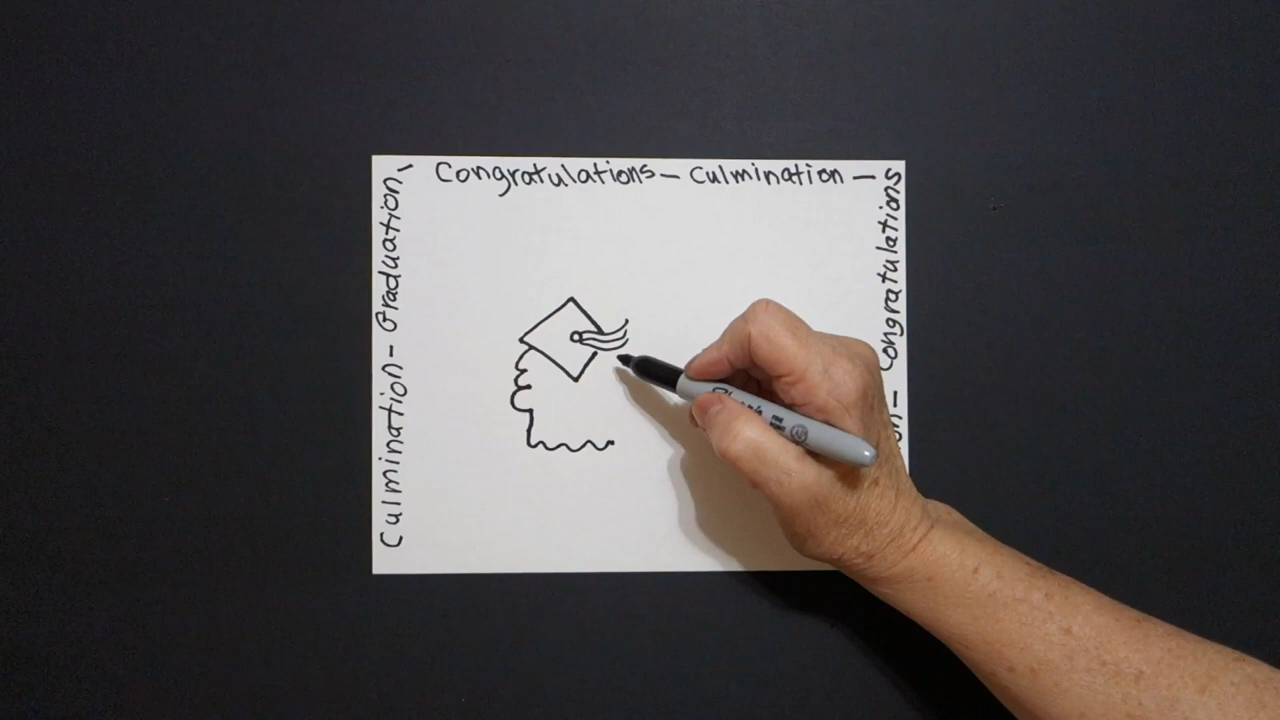 Congratulations - Culmination -
Culmination - Graduation, -
- Congratulations